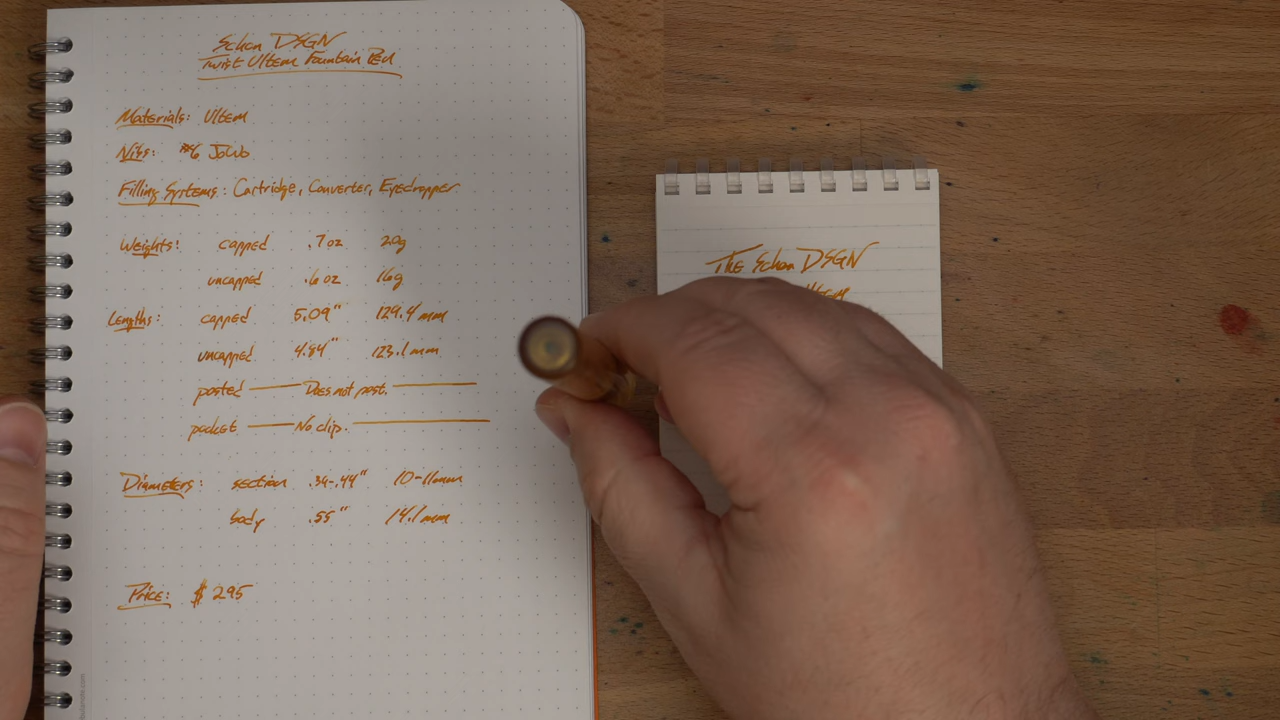 Schon DSGN
Twist Ultem Fountain Pen
Materials: Ultem
Nibs: #6 JoWo
Filling Systems: Cartridge, Converter, Eyedropper
Weights: capped .7oz 20g
uncapped .6oz 16g
Lengths: capped 5.09" 129.4mm
uncapped 4.84" 123.1mm
posted — Does not post. —
pocket — No clip. —
Diameters: section .34-.44" 10-11mm
body .55" 14.1mm
Price: $295
The Schon DSGN
Ultem